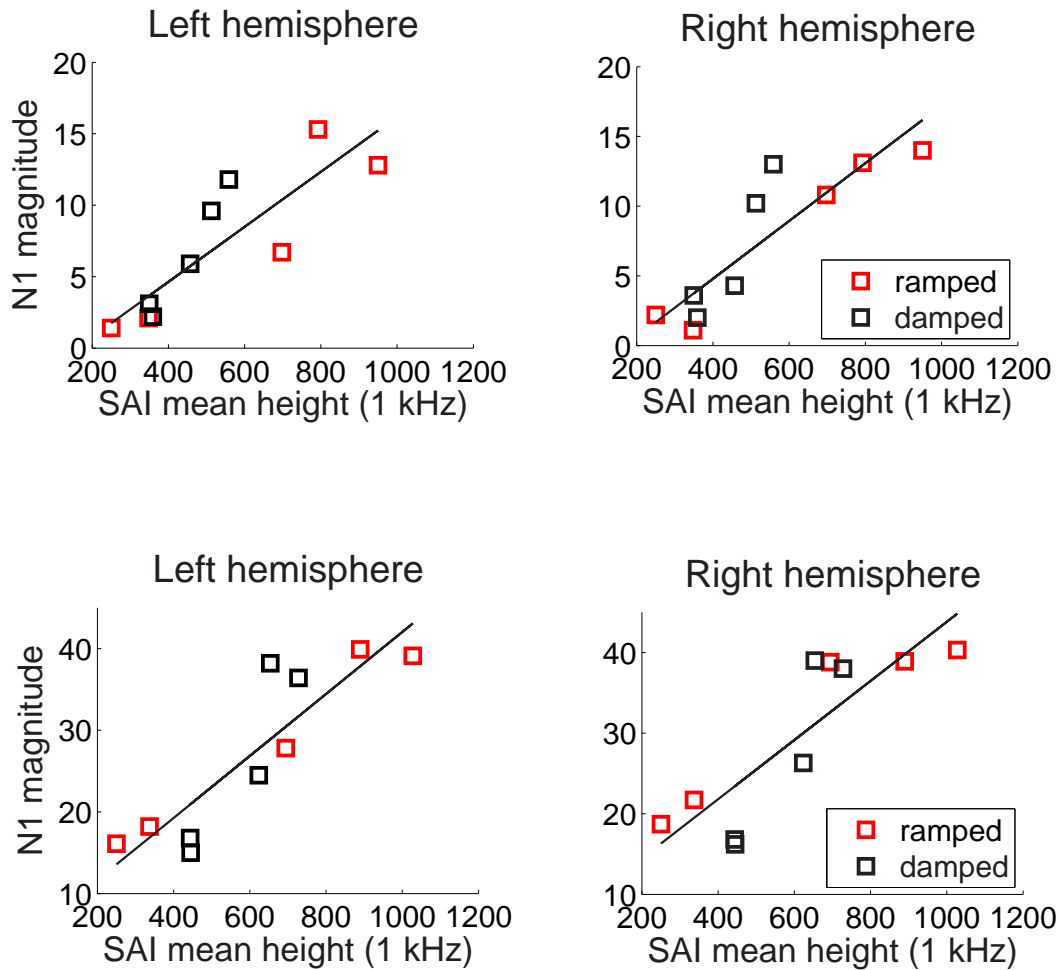 Left hemisphere
20
15
10
5
0
N1 magnitude
200 400 600 800 1000 1200
SAI mean height (1 kHz)
Right hemisphere
20
15
10
5
0
ramped
damped
200 400 600 800 1000 1200
SAI mean height (1 kHz)
Left hemisphere
40
30
20
10
N1 magnitude
200 400 600 800 1000 1200
SAI mean height (1 kHz)
Right hemisphere
40
30
20
10
ramped
damped
200 400 600 800 1000 1200
SAI mean height (1 kHz)